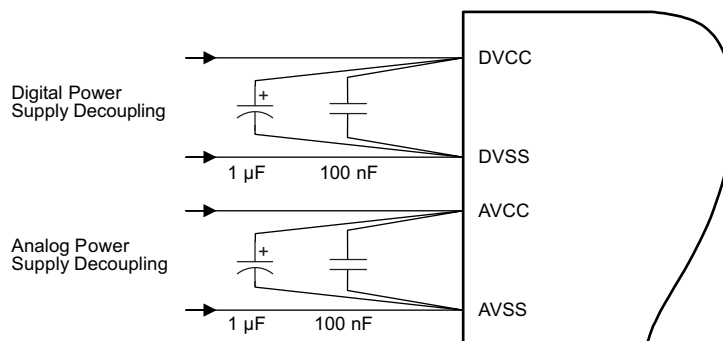 DVCC
Digital Power
Supply Decoupling
+
DVSS
1 µF 100 nF
AVCC
Analog Power
Supply Decoupling
+
AVSS
1 µF 100 nF